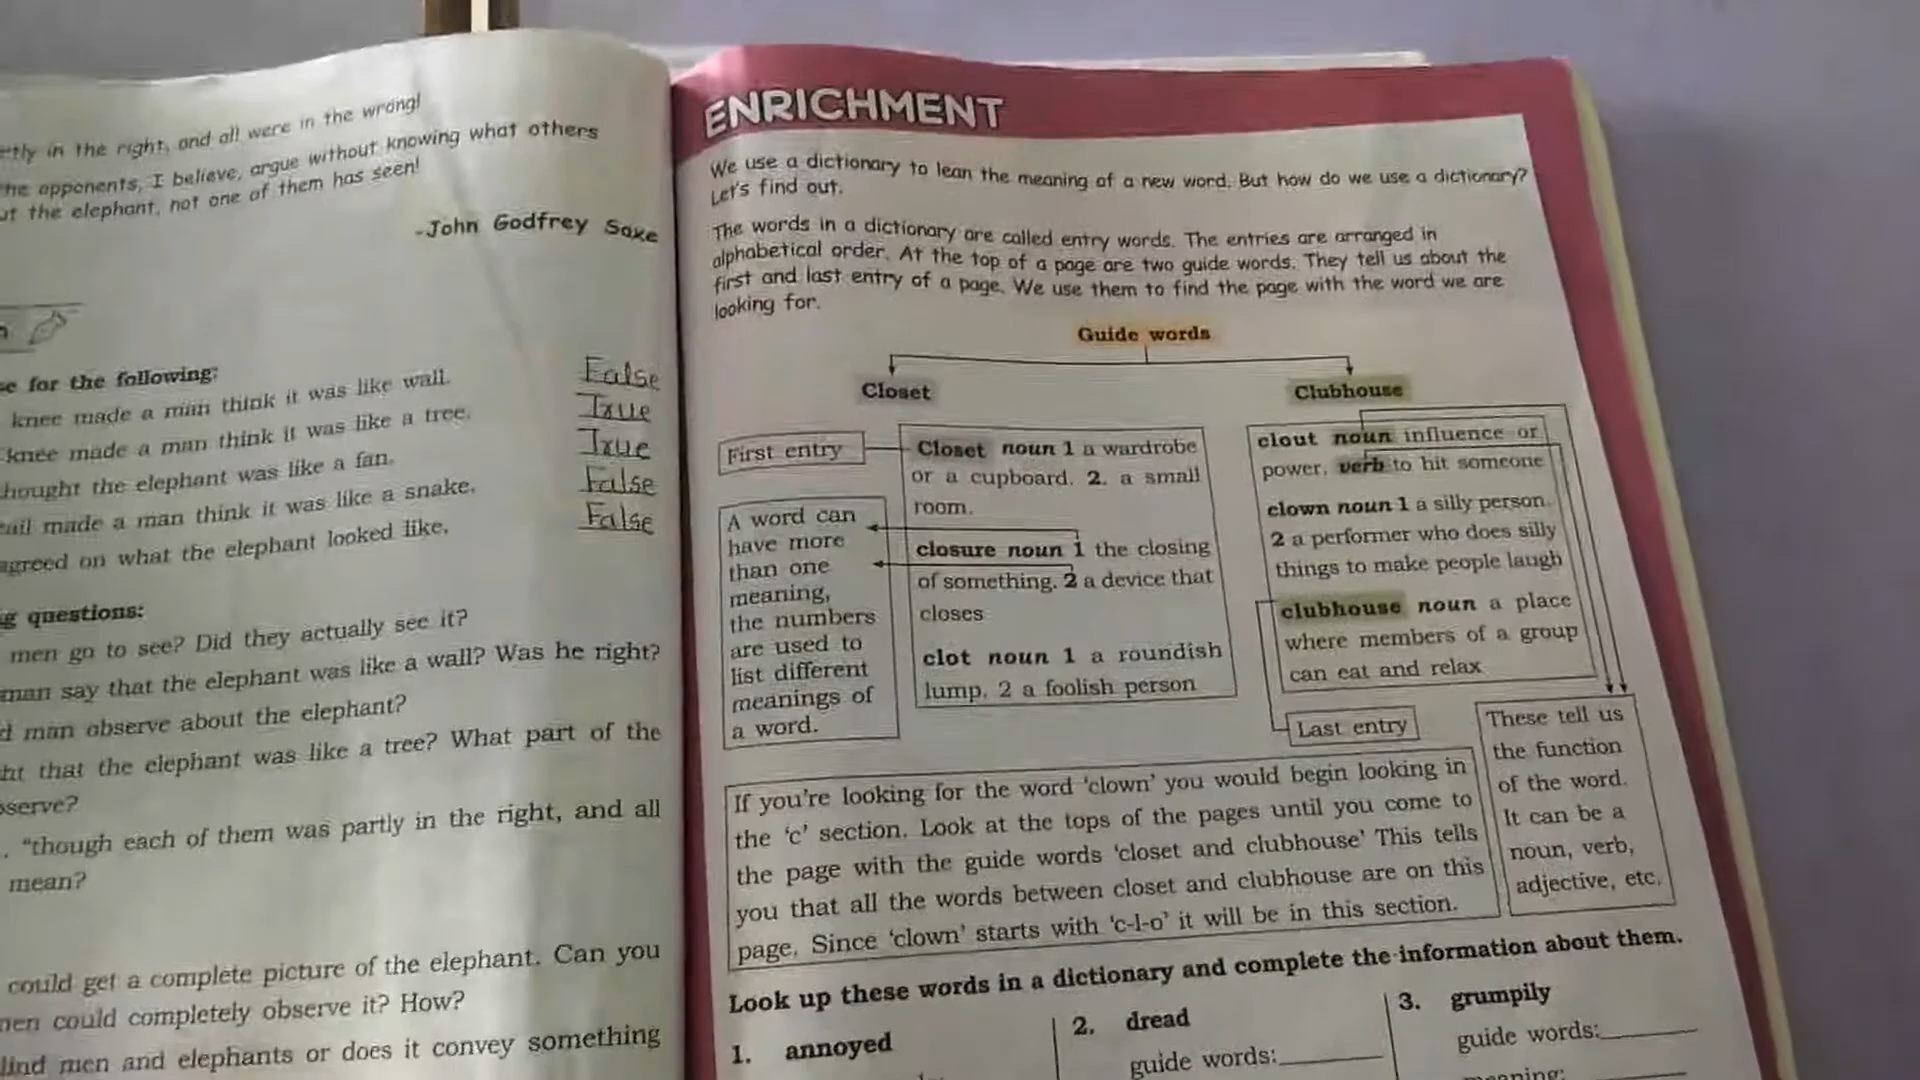 tly in the right, and all were in the wrong!
he opponents, I believe, argue without knowing what others
ut the elephant, not one of them has seen!
-John Godfrey Saxe
se for the following:
knee made a man think it was like wall. False
knee made a man think it was like a tree. True
hought the elephant was like a fan. True
ail made a man think it was like a snake. False
agreed on what the elephant looked like. False
g questions:
men go to see? Did they actually see it?
man say that the elephant was like a wall? Was he right?
d man observe about the elephant?
ht that the elephant was like a tree? What part of the
bserve?
. "though each of them was partly in the right, and all
mean?
could get a complete picture of the elephant. Can you
men could completely observe it? How?
lind men and elephants or does it convey something
ENRICHMENT
We use a dictionary to lean the meaning of a new word. But how do we use a dictionary?
Let's find out.
The words in a dictionary are called entry words. The entries are arranged in
alphabetical order. At the top of a page are two guide words. They tell us about the
first and last entry of a page. We use them to find the page with the word we are
looking for.
Guide words
Closet
Clubhouse
First entry
Closet noun 1 a wardrobe
or a cupboard. 2. a small
room.
closure noun 1 the closing
of something. 2 a device that
closes
clot noun 1 a roundish
lump. 2 a foolish person
A word can
have more
than one
meaning,
the numbers
are used to
list different
meanings of
a word.
clout noun influence or
power, verb to hit someone
clown noun 1 a silly person.
2 a performer who does silly
things to make people laugh
clubhouse noun a place
where members of a group
can eat and relax
Last entry
These tell us
the function
of the word.
It can be a
noun, verb,
adjective, etc.
If you're looking for the word 'clown' you would begin looking in
the 'c' section. Look at the tops of the pages until you come to
the page with the guide words 'closet and clubhouse' This tells
you that all the words between closet and clubhouse are on this
page. Since 'clown' starts with 'c-l-o' it will be in this section.
Look up these words in a dictionary and complete the information about them.
1. annoyed
2. dread
guide words:
3. grumpily
guide words:
meaning: